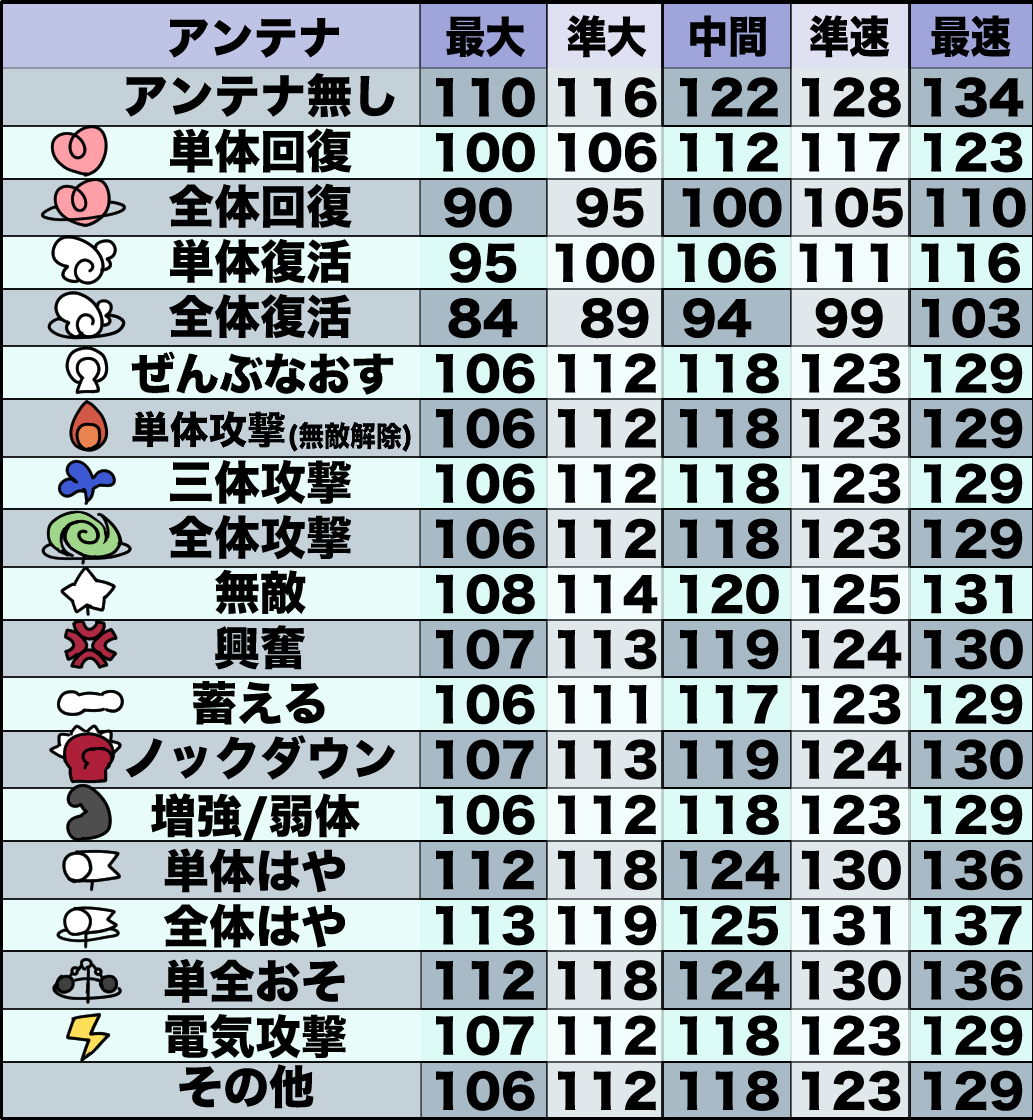 アンテナ 最大 準大 中間 準速 最速
アンテナ無し 110 116 122 128 134
単体回復 100 106 112 117 123
全体回復 90 95 100 105 110
単体復活 95 100 106 111 116
全体復活 84 89 94 99 103
ぜんぶなおす 106 112 118 123 129
単体攻撃(無敵解除) 106 112 118 123 129
三体攻撃 106 112 118 123 129
全体攻撃 106 112 118 123 129
無敵 108 114 120 125 131
興奮 107 113 119 124 130
蓄える 106 111 117 123 129
ノックダウン 107 113 119 124 130
増強/弱体 106 112 118 123 129
単体はや 112 118 124 130 136
全体はや 113 119 125 131 137
単全おそ 112 118 124 130 136
電気攻撃 107 112 118 123 129
その他 106 112 118 123 129